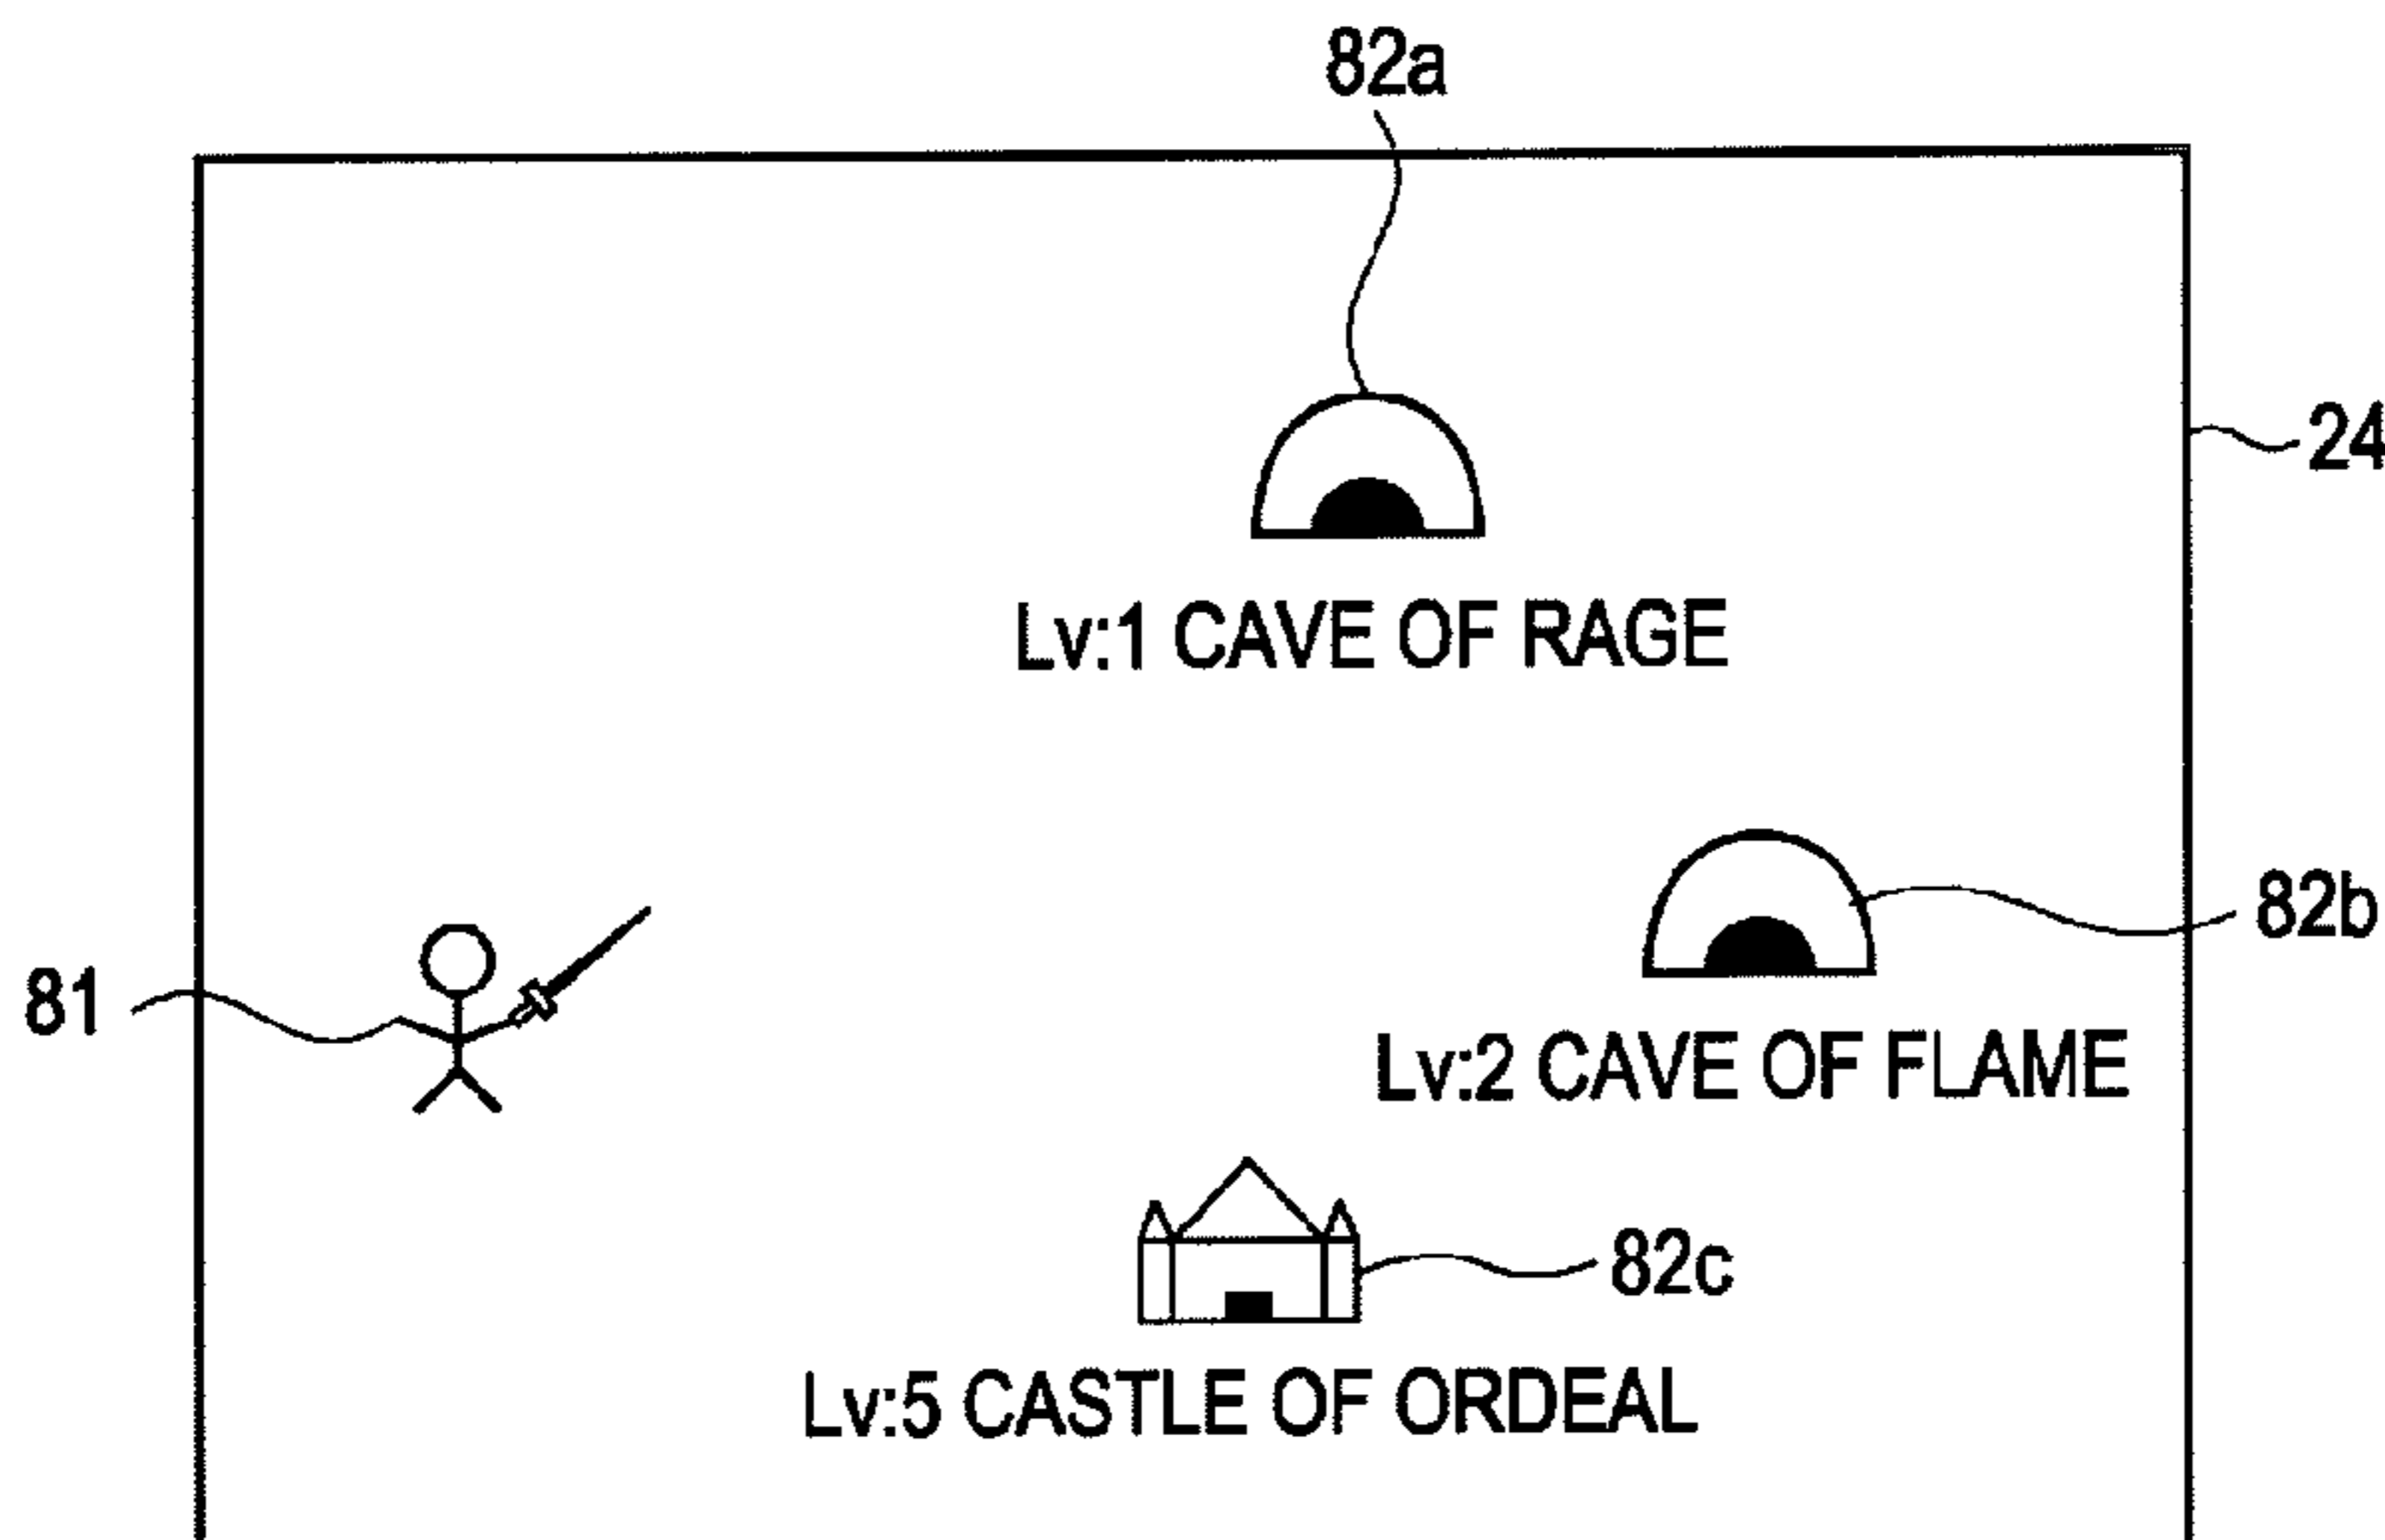 82a
24
Lv:1 CAVE OF RAGE
82b
81
Lv:2 CAVE OF FLAME
82c
Lv:5 CASTLE OF ORDEAL